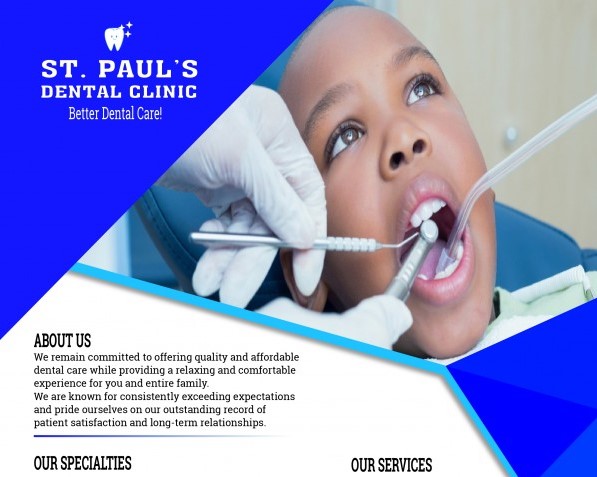 ST. PAUL'S
DENTAL CLINIC
Better Dental Care!
ABOUT US
We remain committed to offering quality and affordable
dental care while providing a relaxing and comfortable
experience for you and entire family.
We are known for consistently exceeding expectations
and pride ourselves on our outstanding record of
patient satisfaction and long-term relationships.
OUR SPECIALTIES
OUR SERVICES